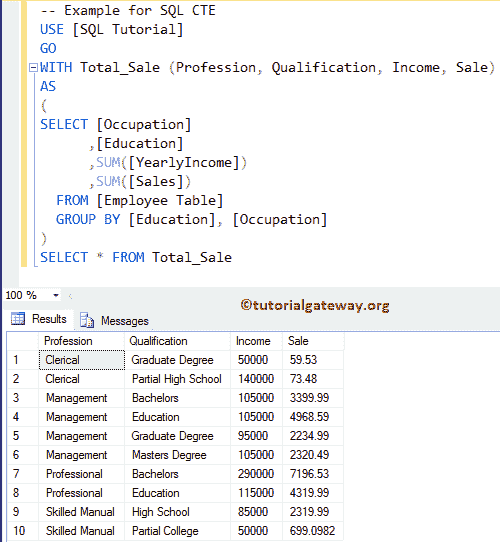 -- Example for SQL CTE
USE [SQL Tutorial]
GO
WITH Total_Sale (Profession, Qualification, Income, Sale)
AS
(
SELECT [Occupation]
,[Education]
,SUM([YearlyIncome])
,SUM([Sales])
FROM [Employee Table]
GROUP BY [Education], [Occupation]
)
SELECT * FROM Total_Sale
100 %
©tutorialgateway.org
Results Messages
Profession Qualification Income Sale
1 Clerical Graduate Degree 50000 59.53
2 Clerical Partial High School 140000 73.48
3 Management Bachelors 105000 3399.99
4 Management Education 105000 4968.59
5 Management Graduate Degree 95000 2234.99
6 Management Masters Degree 105000 2320.49
7 Professional Bachelors 290000 7196.53
8 Professional Education 115000 4319.99
9 Skilled Manual High School 85000 2319.99
10 Skilled Manual Partial College 50000 699.0982